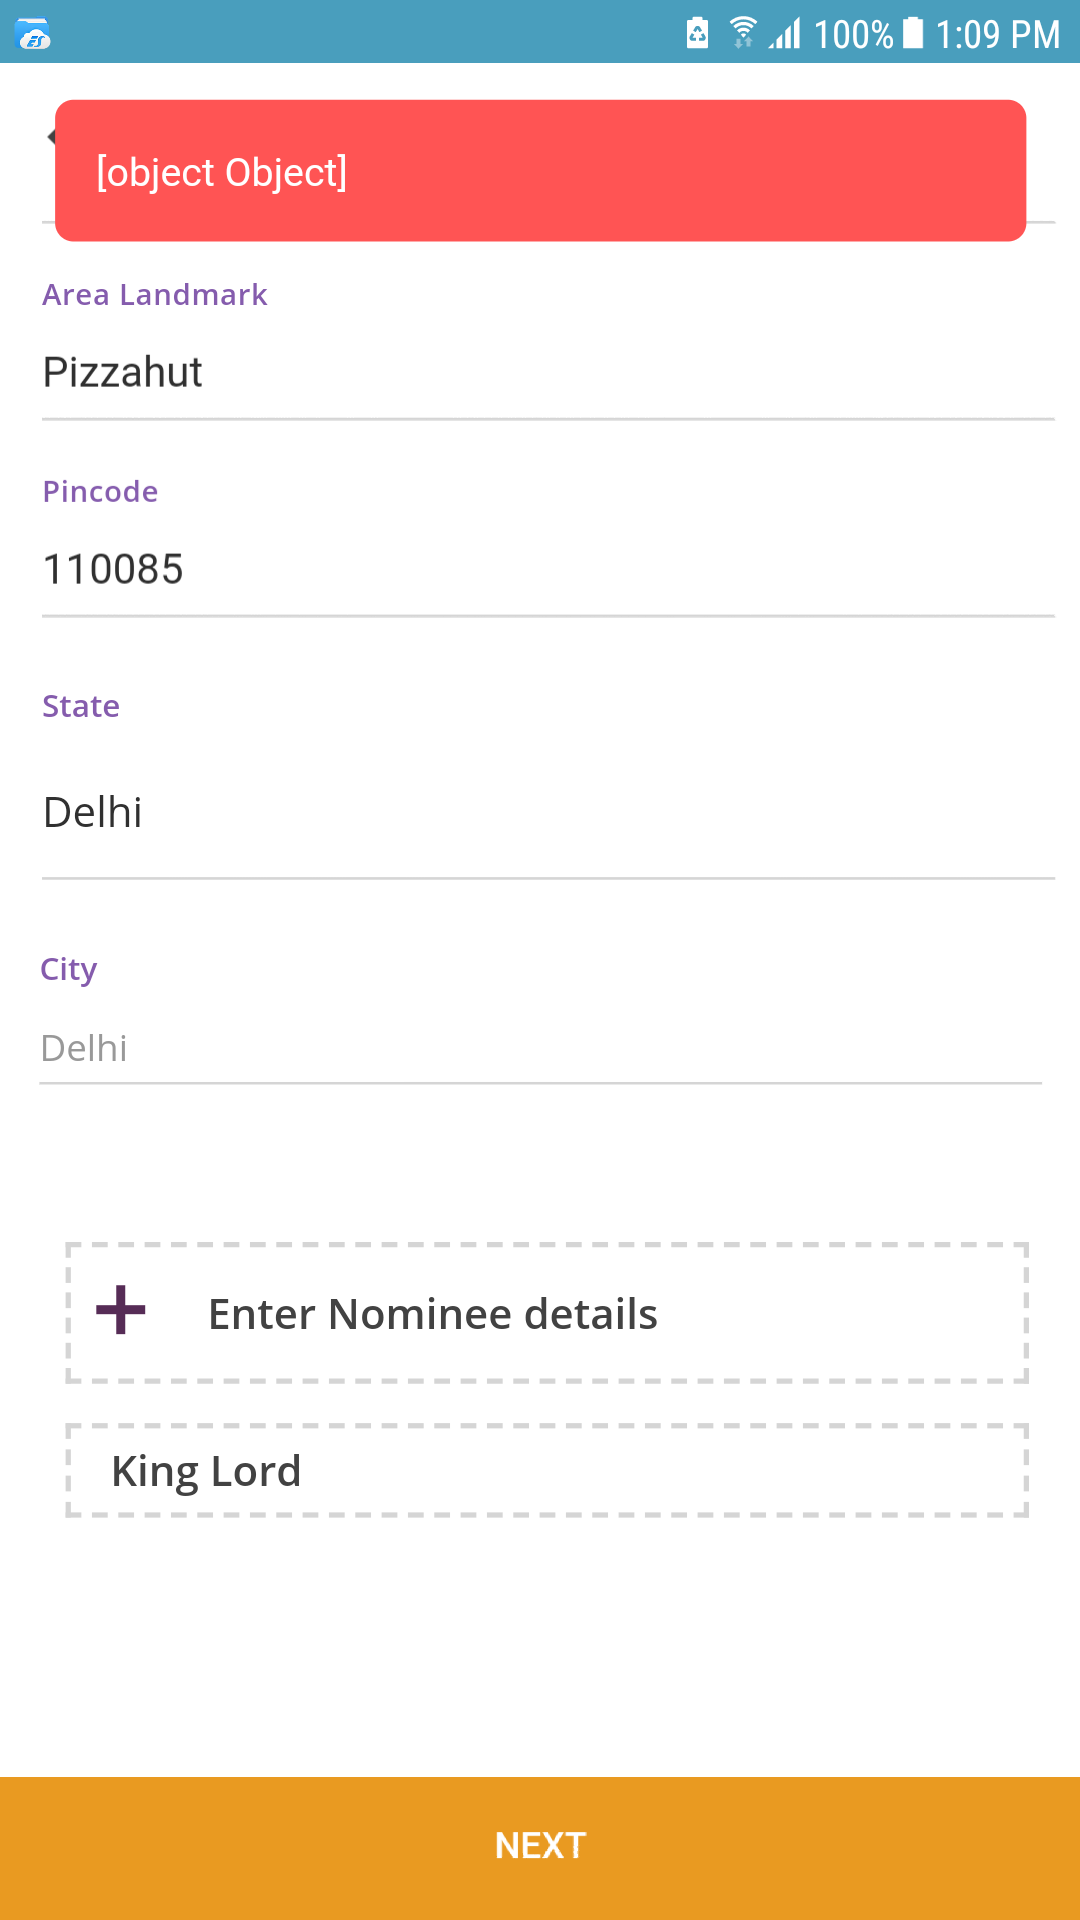 100% 1:09 PM
[object Object]
Area Landmark
Pizzahut
Pincode
110085
State
Delhi
City
Delhi
Enter Nominee details
King Lord
NEXT